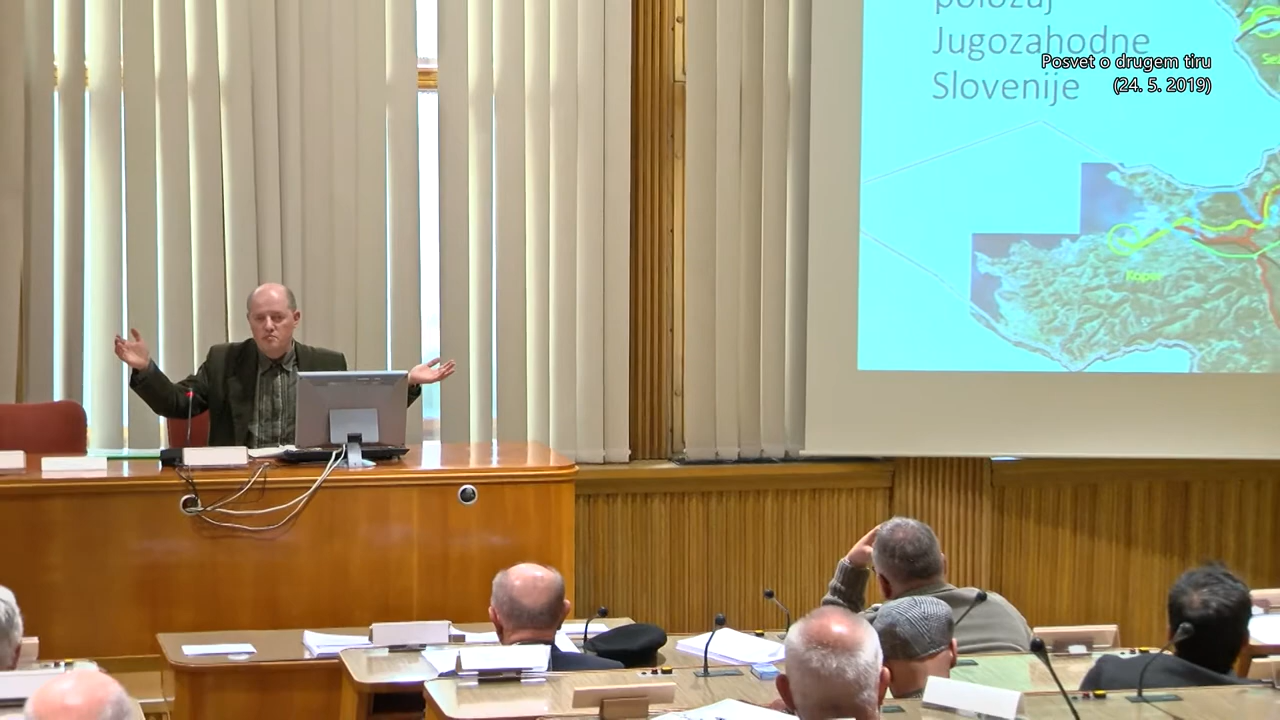 položaj
Jugozahodne
Slovenije
Posvet o drugem tiru
(24. 5. 2019)
Koper